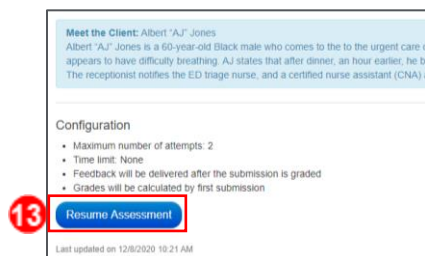 Meet the Client: Albert "AJ" Jones
Albert "AJ" Jones is a 60-year-old Black male who comes to the to the urgent care
appears to have difficulty breathing. AJ states that after dinner, an hour earlier, he
The receptionist notifies the ED triage nurse, and a certified nurse assistant (CNA)
Configuration
• Maximum number of attempts: 2
• Time limit: None
• Feedback will be delivered after the submission is graded
• Grades will be calculated by first submission
13 Resume Assessment
Last updated on 12/8/2020 10:21 AM